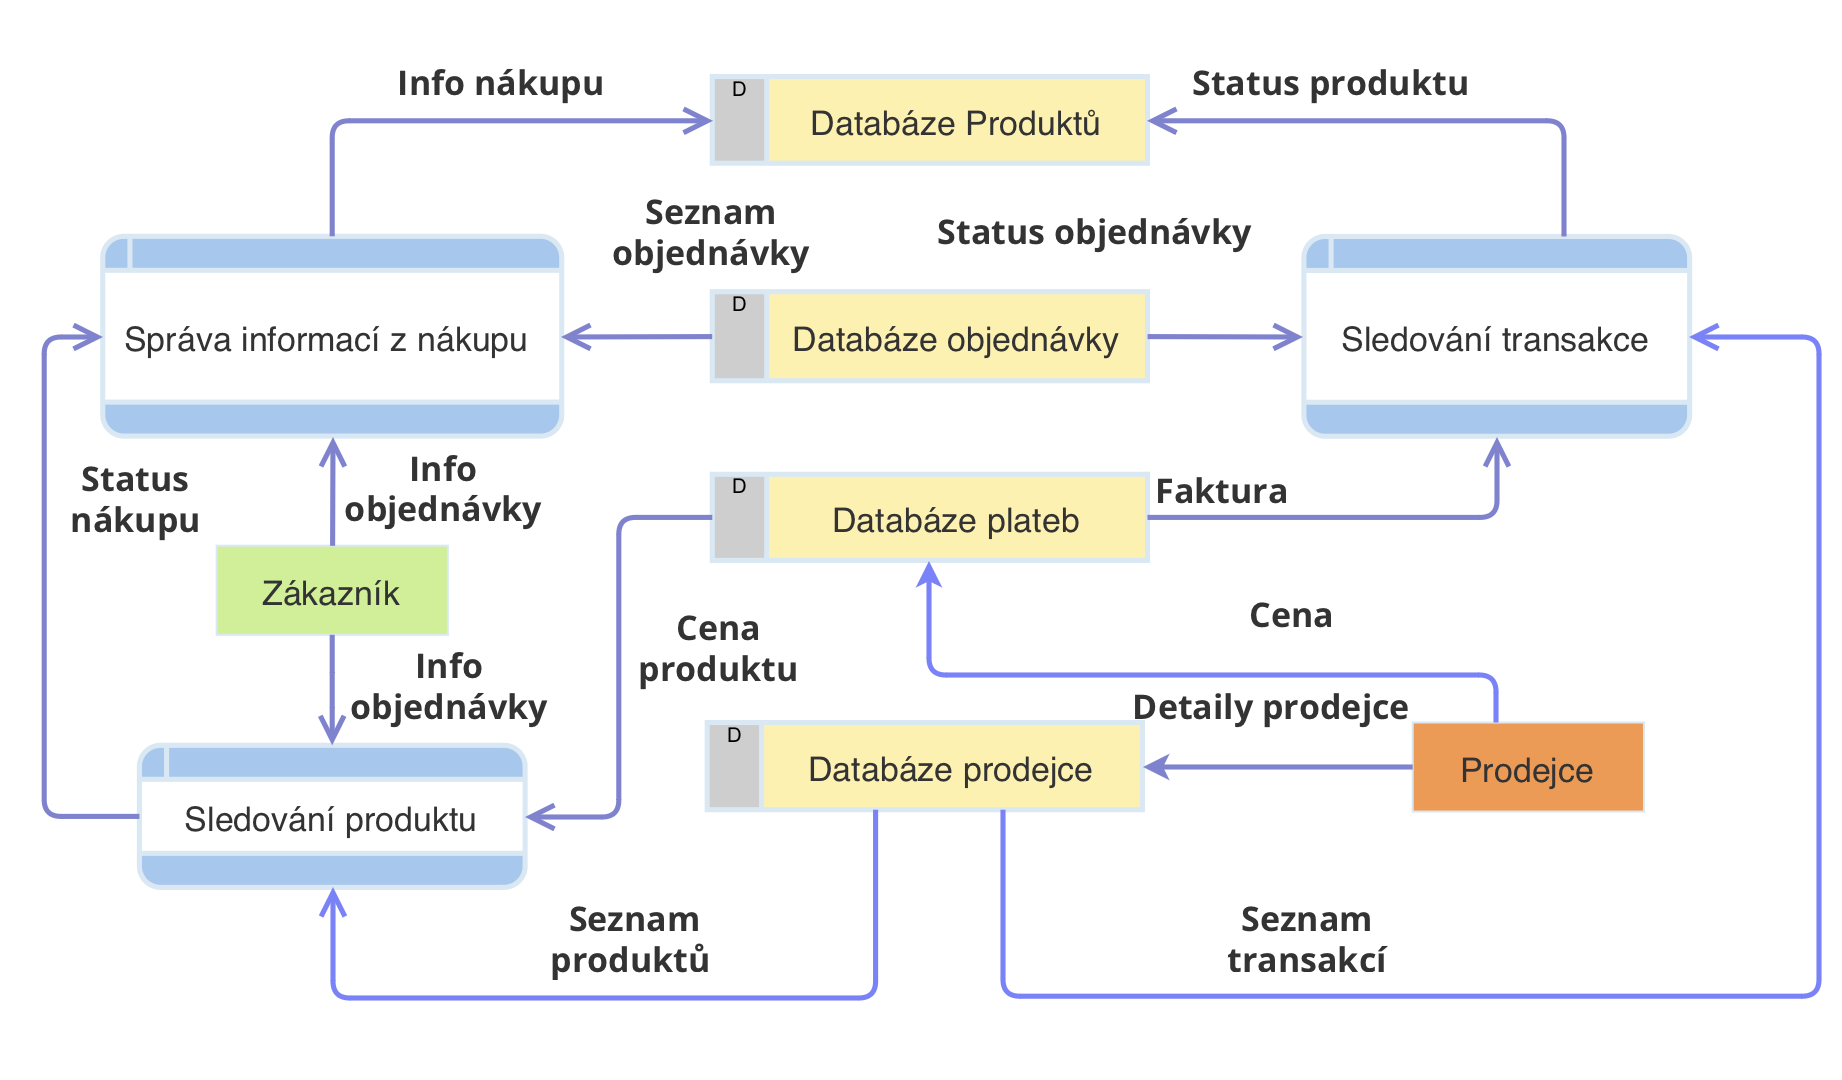 Info nákupu
D
Databáze Produktů
Status produktu
Seznam
objednávky
Status objednávky
Správa informací z nákupu
D
Databáze objednávky
Sledování transakce
Status
nákupu
Info
objednávky
D
Databáze plateb
Faktura
Zákazník
Cena
produktu
Cena
Info
objednávky
Detaily prodejce
D
Databáze prodejce
Prodejce
Sledování produktu
Seznam
produktů
Seznam
transakcí